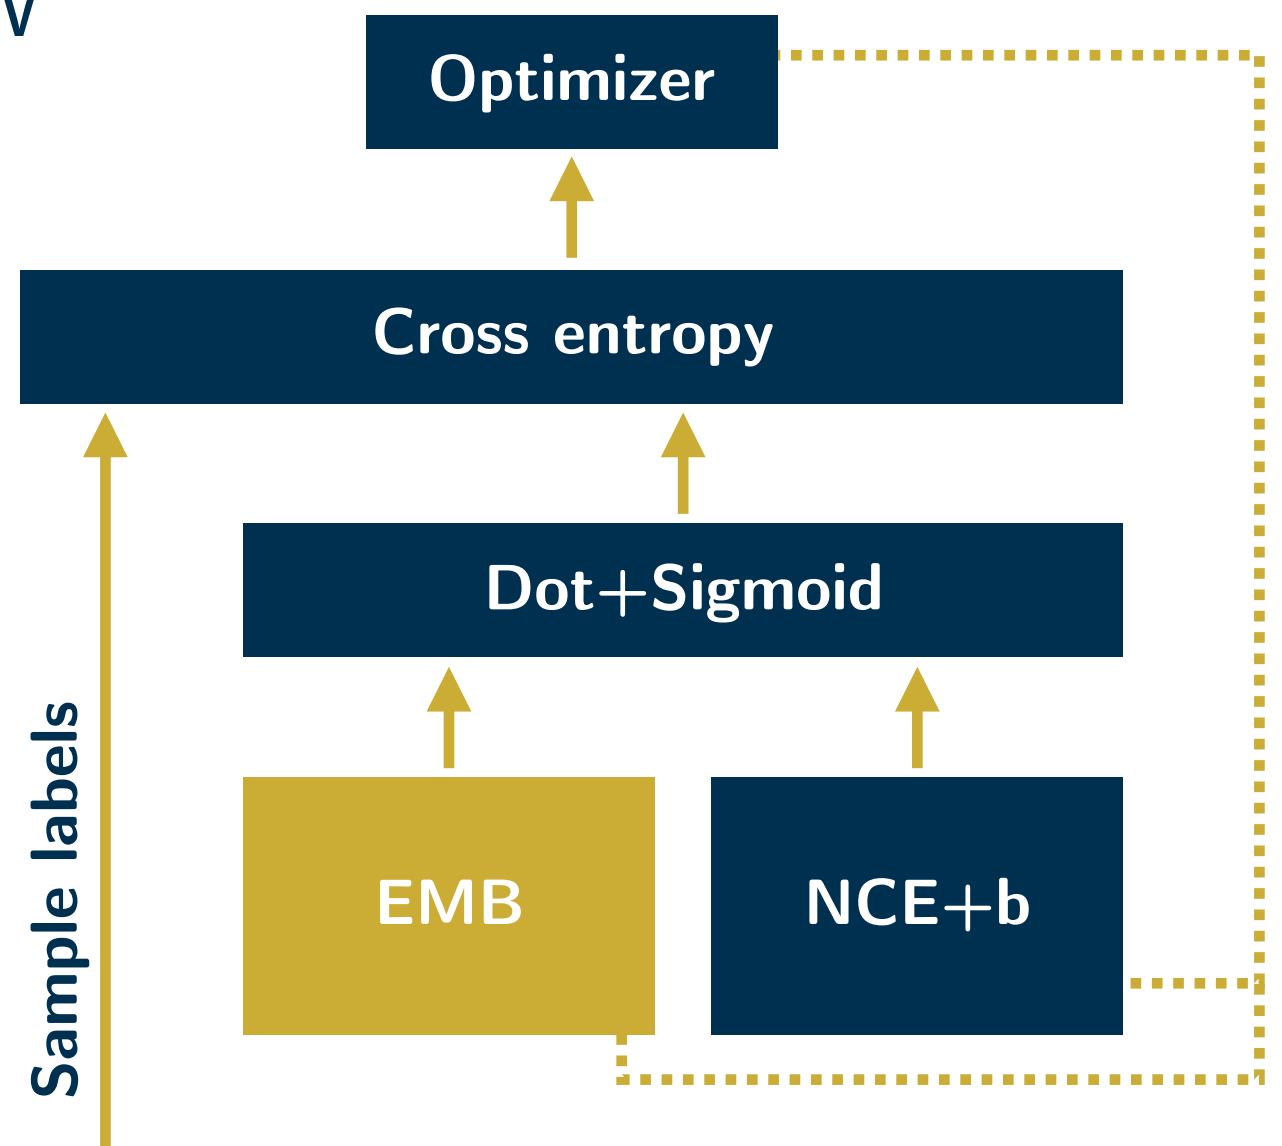 Optimizer
Cross entropy
Dot+Sigmoid
EMB
NCE+b
Sample labels